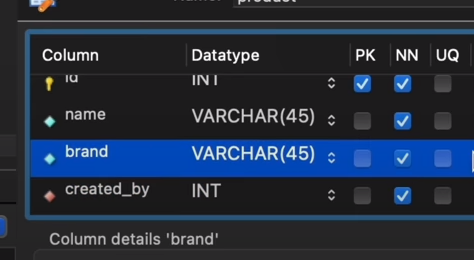 product
Column Datatype PK NN UQ
id INT
name VARCHAR(45)
brand VARCHAR(45)
created_by INT
Column details 'brand'